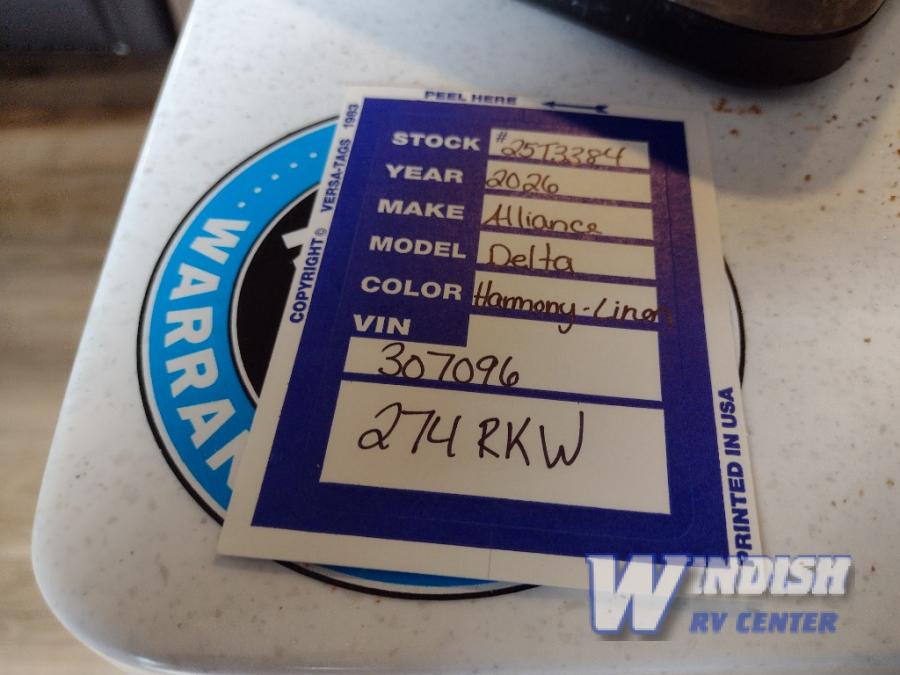 PEEL HERE
COPYRIGHT © VERSA-TAGS 1983
STOCK #25T3384
YEAR 2026
MAKE Alliance
MODEL Delta
COLOR Harmony-Linen
VIN
307096
274 RKW
PRINTED IN USA
WARRAN
WINDISH
RV CENTER